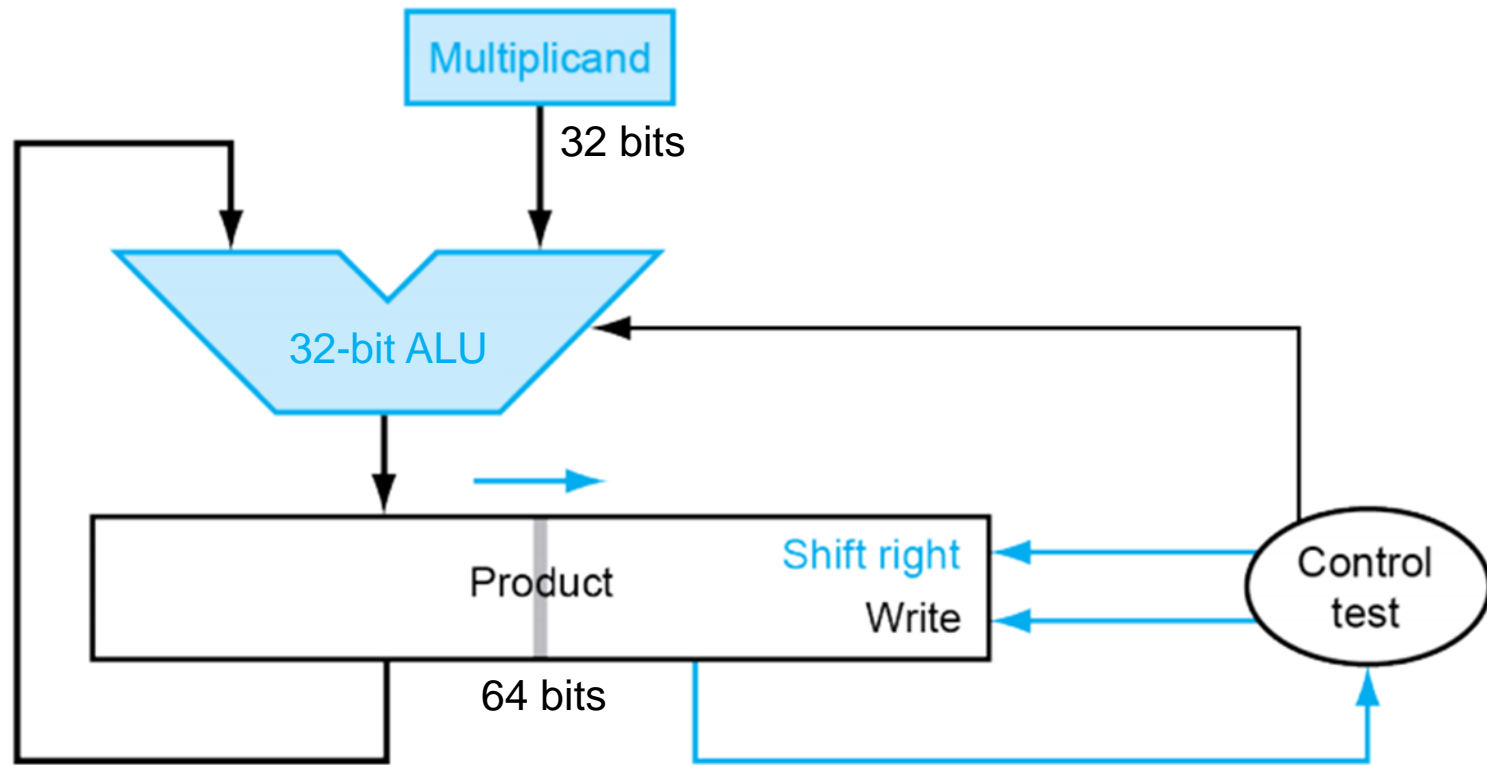 Multiplicand
32 bits
32-bit ALU
Shift right
Product
Write
Control
test
64 bits